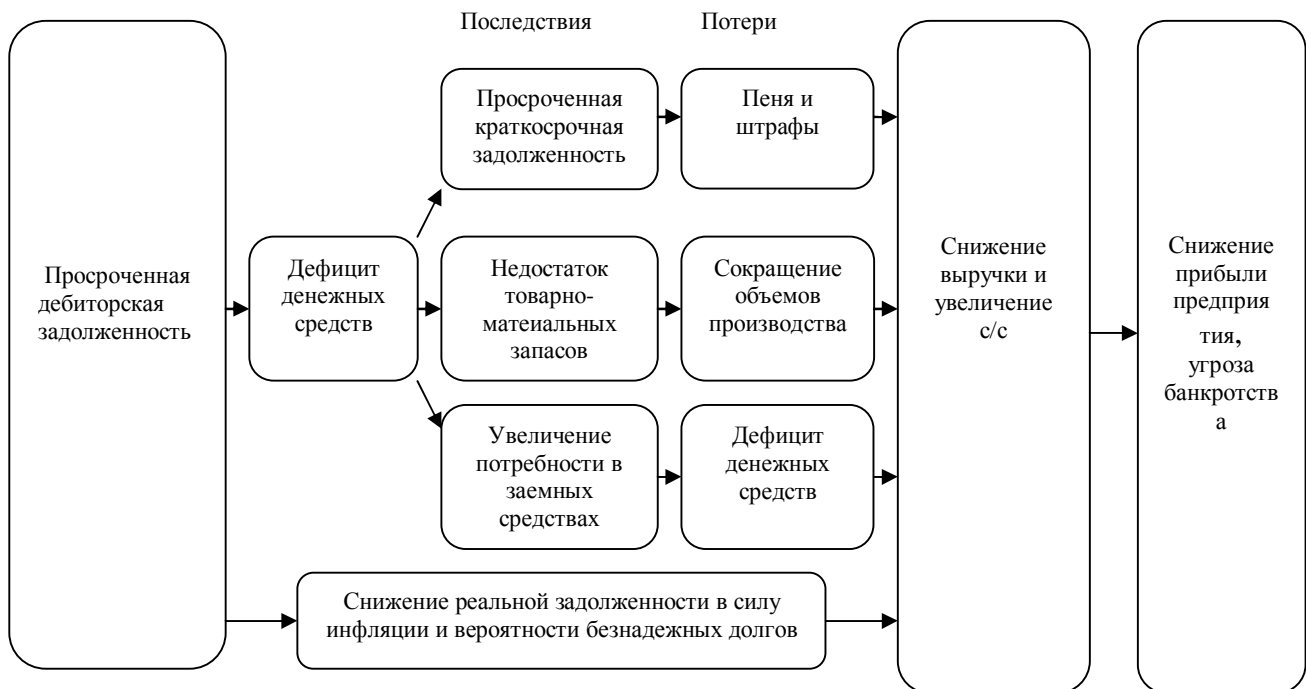 Последствия
Потери
Просроченная
дебиторская
задолженность
Дефицит
денежных
средств
Просроченная
краткосрочная
задолженность
Пеня и
штрафы
Недостаток
товарно-
матеиальных
запасов
Сокращение
объемов
производства
Увеличение
потребности в
заемных
средствах
Дефицит
денежных
средств
Снижение реальной задолженности в силу
инфляции и вероятности безнадежных долгов
Снижение
выручки и
увеличение
с/с
Снижение
прибыли
предприя
тия,
угроза
банкротств
а